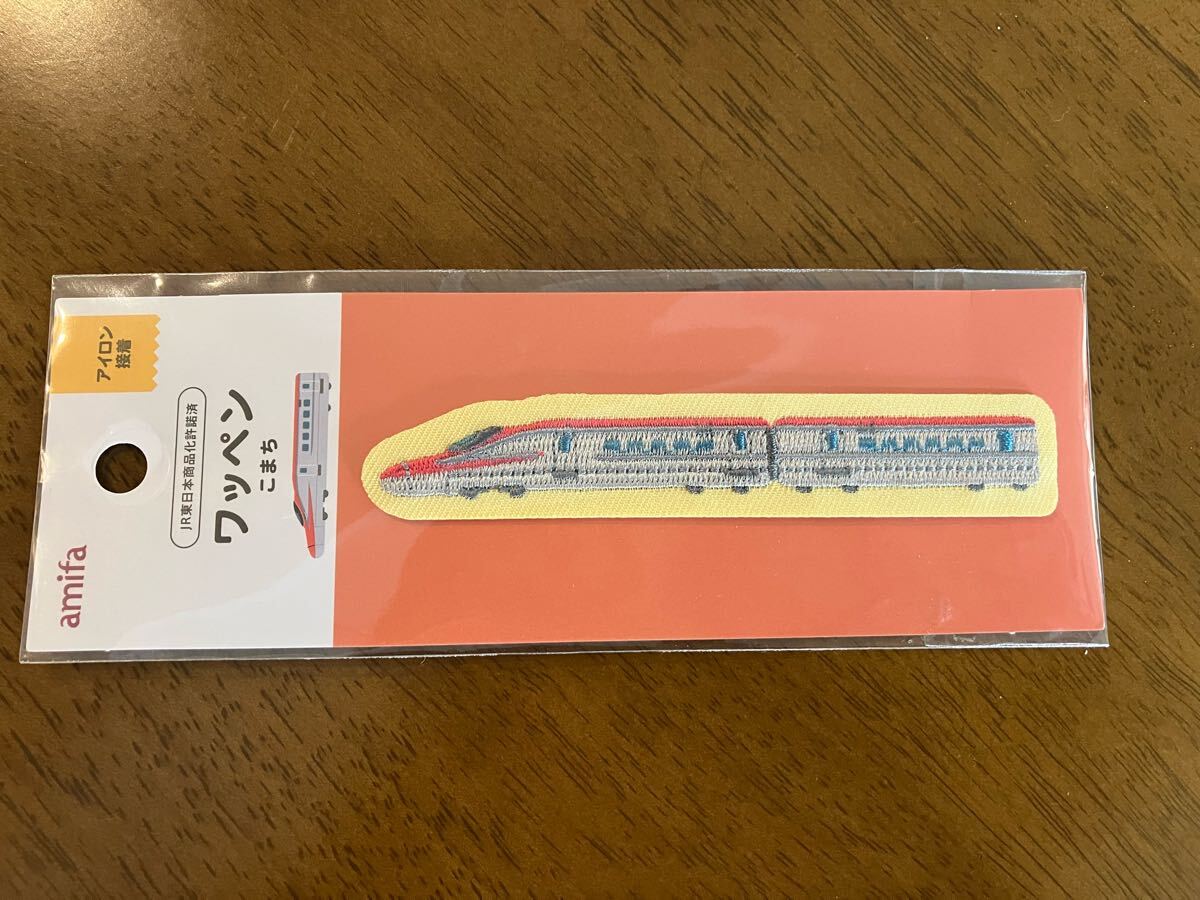 アイロン
接着
JR東日本商品化許諾済
ワッペン
こまち
amifa